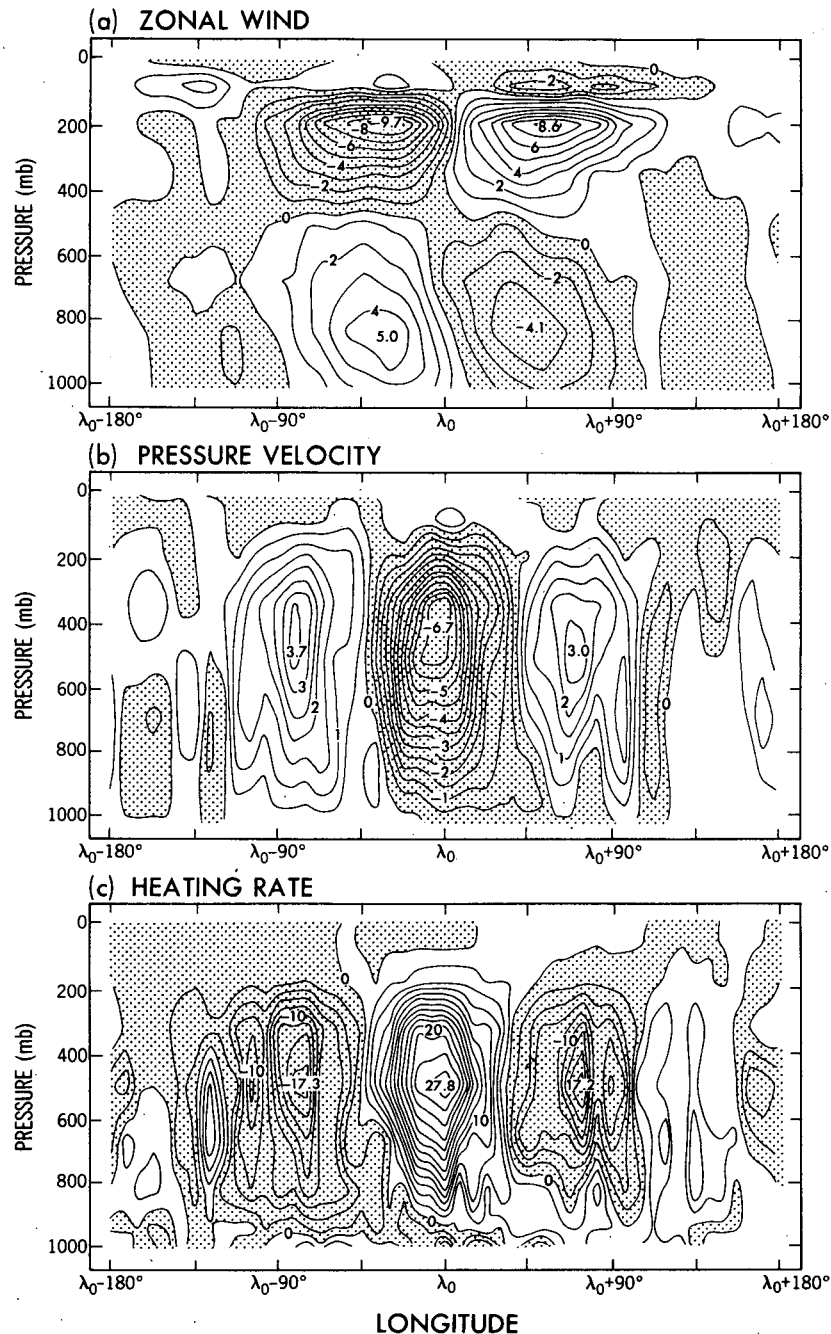 (a) ZONAL WIND
0
200
400
600
800
1000
PRESSURE (mb)
-2
0
-9.7
-8
-6
-4
-2
8.6
6
4
2
0
0
2
-2
4
5.0
-4.1
λ₀-180°
λ₀-90°
λ₀
λ₀+90°
λ₀+180°
(b) PRESSURE VELOCITY
0
200
400
600
800
1000
PRESSURE (mb)
-6.7
3.7
3.0
3
-5
0
2
-4
2
0
1
-3
1
-2
-1
λ₀-180°
λ₀-90°
λ₀
λ₀+90°
λ₀+180°
(c) HEATING RATE
0
200
400
600
800
1000
PRESSURE (mb)
0
-10
20
-10
-10
-17.3
27.8
17.2
10
0
0
0
λ₀-180°
λ₀-90°
λ₀
λ₀+90°
λ₀+180°
LONGITUDE